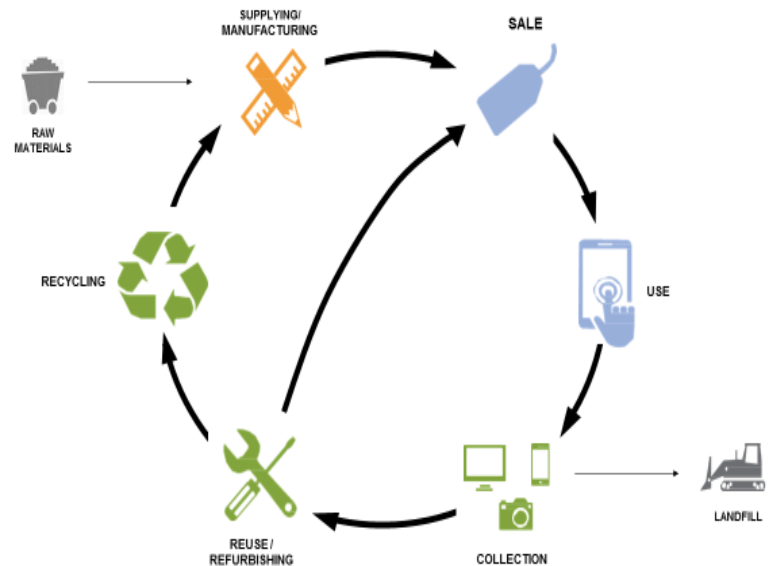 SUPPLYING/
MANUFACTURING
SALE
RAW
MATERIALS
RECYCLING
USE
REUSE /
REFURBISHING
COLLECTION
LANDFILL